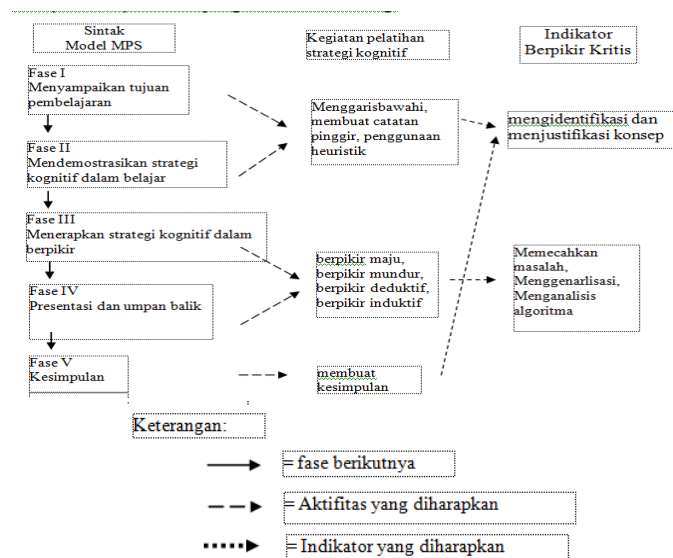 Sintak
Model MPS
Kegiatan pelatihan
strategi kognitif
Indikator
Berpikir Kritis
Fase I
Menyampaikan tujuan
pembelajaran
Menggarisbawahi,
membuat catatan
pinggir, penggunaan
heuristik
mengidentifikasi dan
menjustifikasi konsep
Fase II
Mendemostrasikan strategi
kognitif dalam belajar
Fase III
Menerapkan strategi kognitif dalam
berpikir
berpikir maju,
berpikir mundur,
berpikir deduktif,
berpikir induktif
Memecahkan
masalah,
Menggenarlisasi,
Menganalisis
algoritma
Fase IV
Presentasi dan umpan balik
Fase V
Kesimpulan
membuat
kesimpulan
Keterangan:
= fase berikutnya
= Aktifitas yang diharapkan
= Indikator yang diharapkan